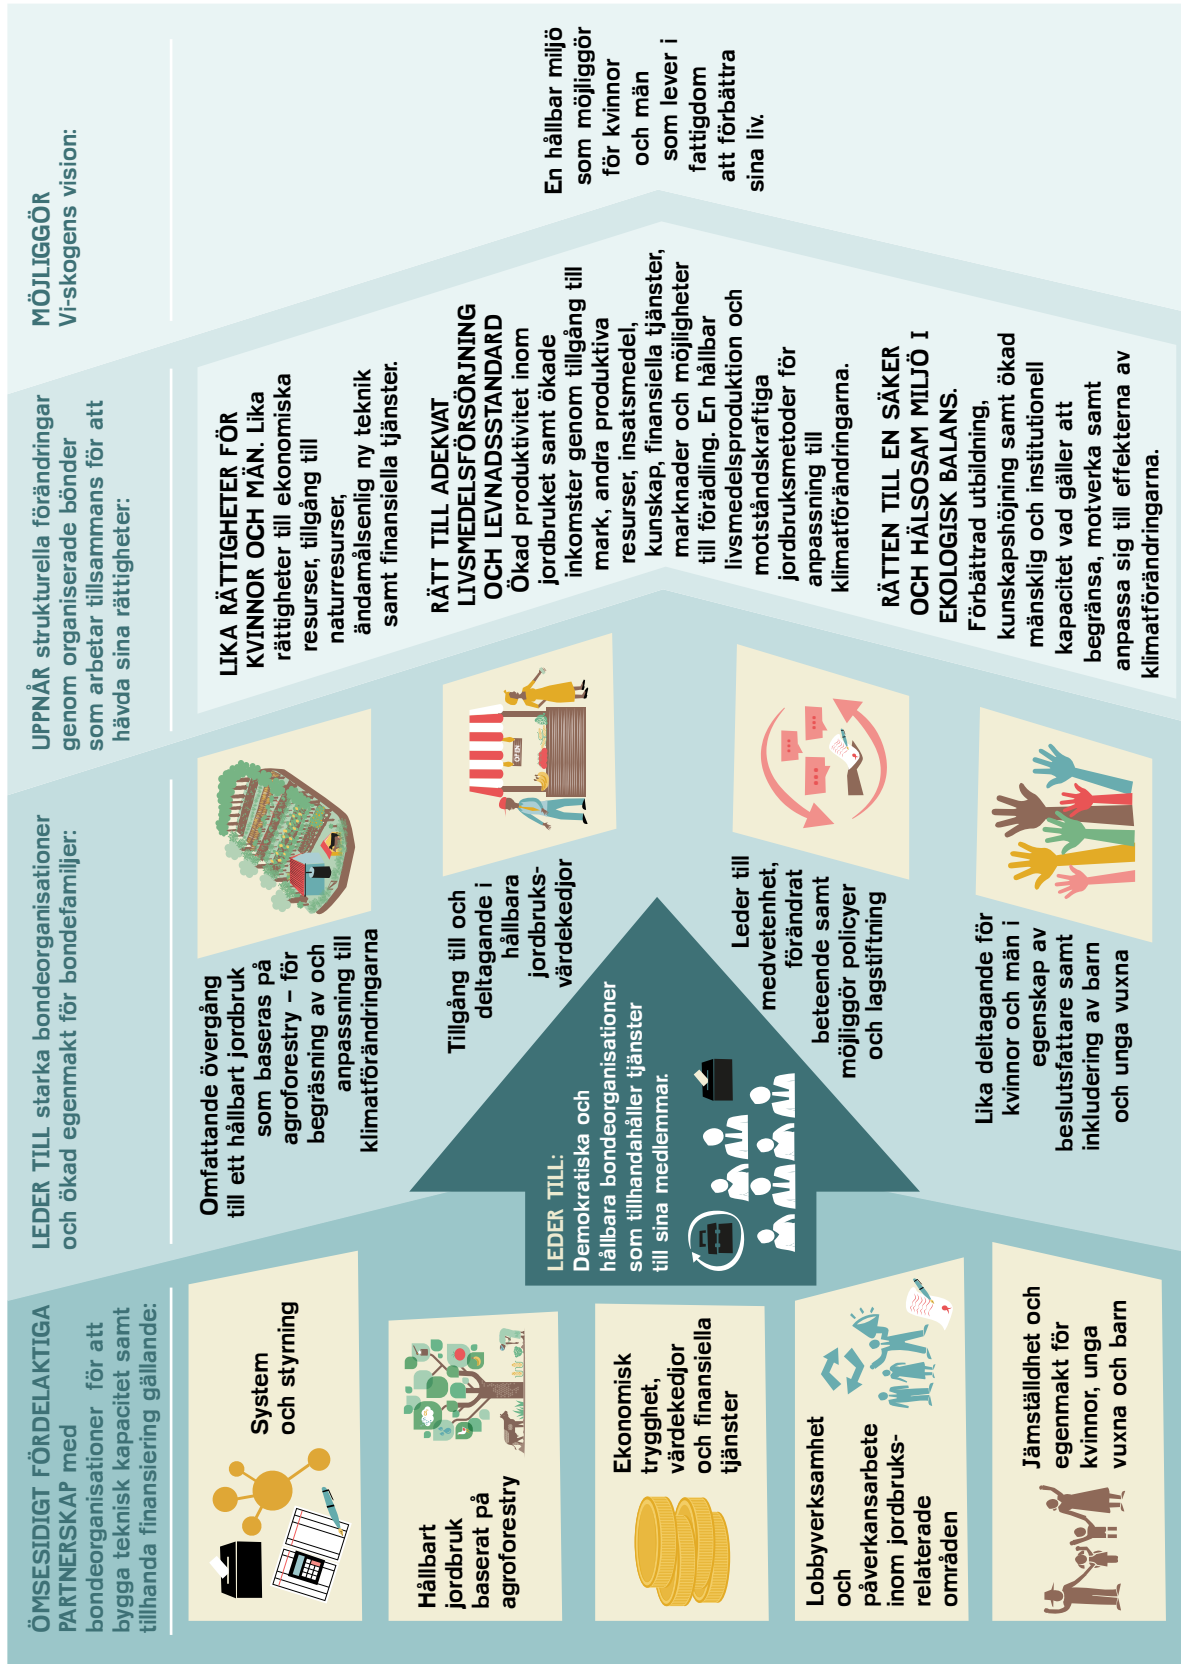 ÖMSESIDIGT FÖRDELAKTIGA
PARTNERSKAP med
bondeorganisationer för att
bygga teknisk kapacitet samt
tillhanda finansiering gällande:
System
och styrning
Hållbart
jordbruk
baserat på
agroforestry
Ekonomisk
trygghet,
värdekedjor
och finansiella
tjänster
Lobbyverksamhet
och
påverkansarbete
inom jordbruks-
relaterade
områden
Jämställdhet och
egenmakt för
kvinnor, unga
vuxna och barn
LEDER TILL:
Demokratiska och
hållbara bondeorganisationer
som tillhandahåller tjänster
till sina medlemmar.
LEDER TILL starka bondeorganisationer
och ökad egenmakt för bondefamiljer:
Omfattande övergång
till ett hållbart jordbruk
som baseras på
agroforestry – för
begräsning av och
anpassning till
klimatförändringarna
Tillgång till och
deltagande i
hållbara
jordbruks-
värdekedjor
OPEN
Leder till
medvetenhet,
förändrat
beteende samt
möjliggör policyer
och lagstiftning
Lika deltagande för
kvinnor och män i
egenskap av
beslutsfattare samt
inkludering av barn
och unga vuxna
UPPNÅR strukturella förändringar
genom organiserade bönder
som arbetar tillsammans för att
hävda sina rättigheter:
LIKA RÄTTIGHETER FÖR
KVINNOR OCH MÄN. Lika
rättigheter till ekonomiska
resurser, tillgång till
naturresurser,
ändamålsenlig ny teknik
samt finansiella tjänster.
RÄTT TILL ADEKVAT
LIVSMEDELSFÖRSÖRJNING
OCH LEVNADSSTANDARD
Ökad produktivitet inom
jordbruket samt ökade
inkomster genom tillgång till
mark, andra produktiva
resurser, insatsmedel,
kunskap, finansiella tjänster,
marknader och möjligheter
till förädling. En hållbar
livsmedelsproduktion och
motståndskraftiga
jordbruksmetoder för
anpassning till
klimatförändringarna.
RÄTTEN TILL EN SÄKER
OCH HÄLSOSAM MILJÖ I
EKOLOGISK BALANS.
Förbättrad utbildning,
kunskapshöjning samt ökad
mänsklig och institutionell
kapacitet vad gäller att
begränsa, motverka samt
anpassa sig till effekterna av
klimatförändringarna.
MÖJLIGGÖR
Vi-skogens vision:
En hållbar miljö
som möjliggör
för kvinnor
och män
som lever i
fattigdom
att förbättra
sina liv.